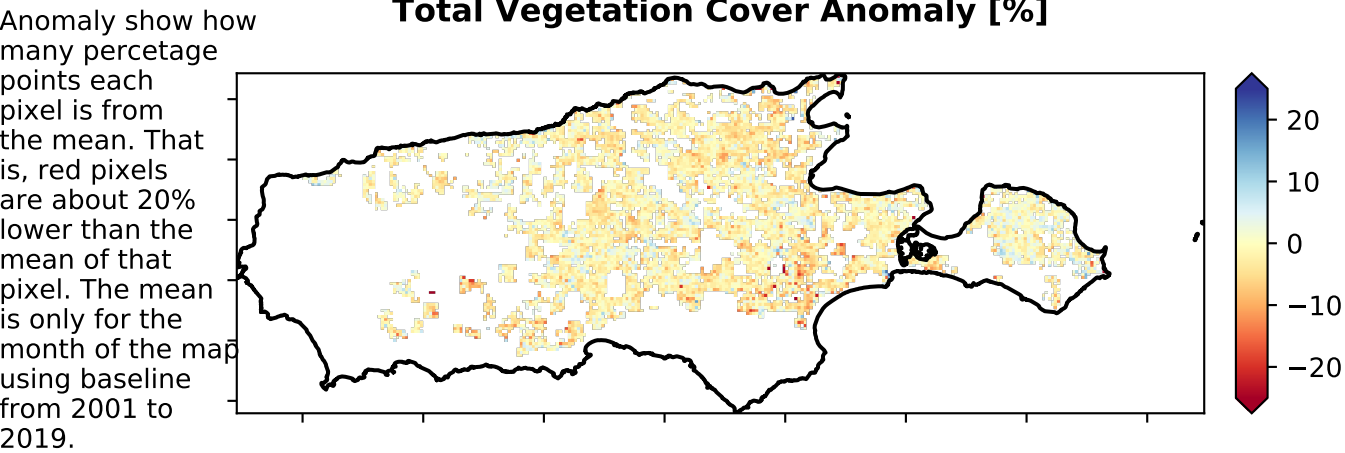 Total Vegetation Cover Anomaly [%]
Anomaly show how
many percetage
points each
pixel is from
the mean. That
is, red pixels
are about 20%
lower than the
mean of that
pixel. The mean
is only for the
month of the map
using baseline
from 2001 to
2019.
20
10
0
−10
−20